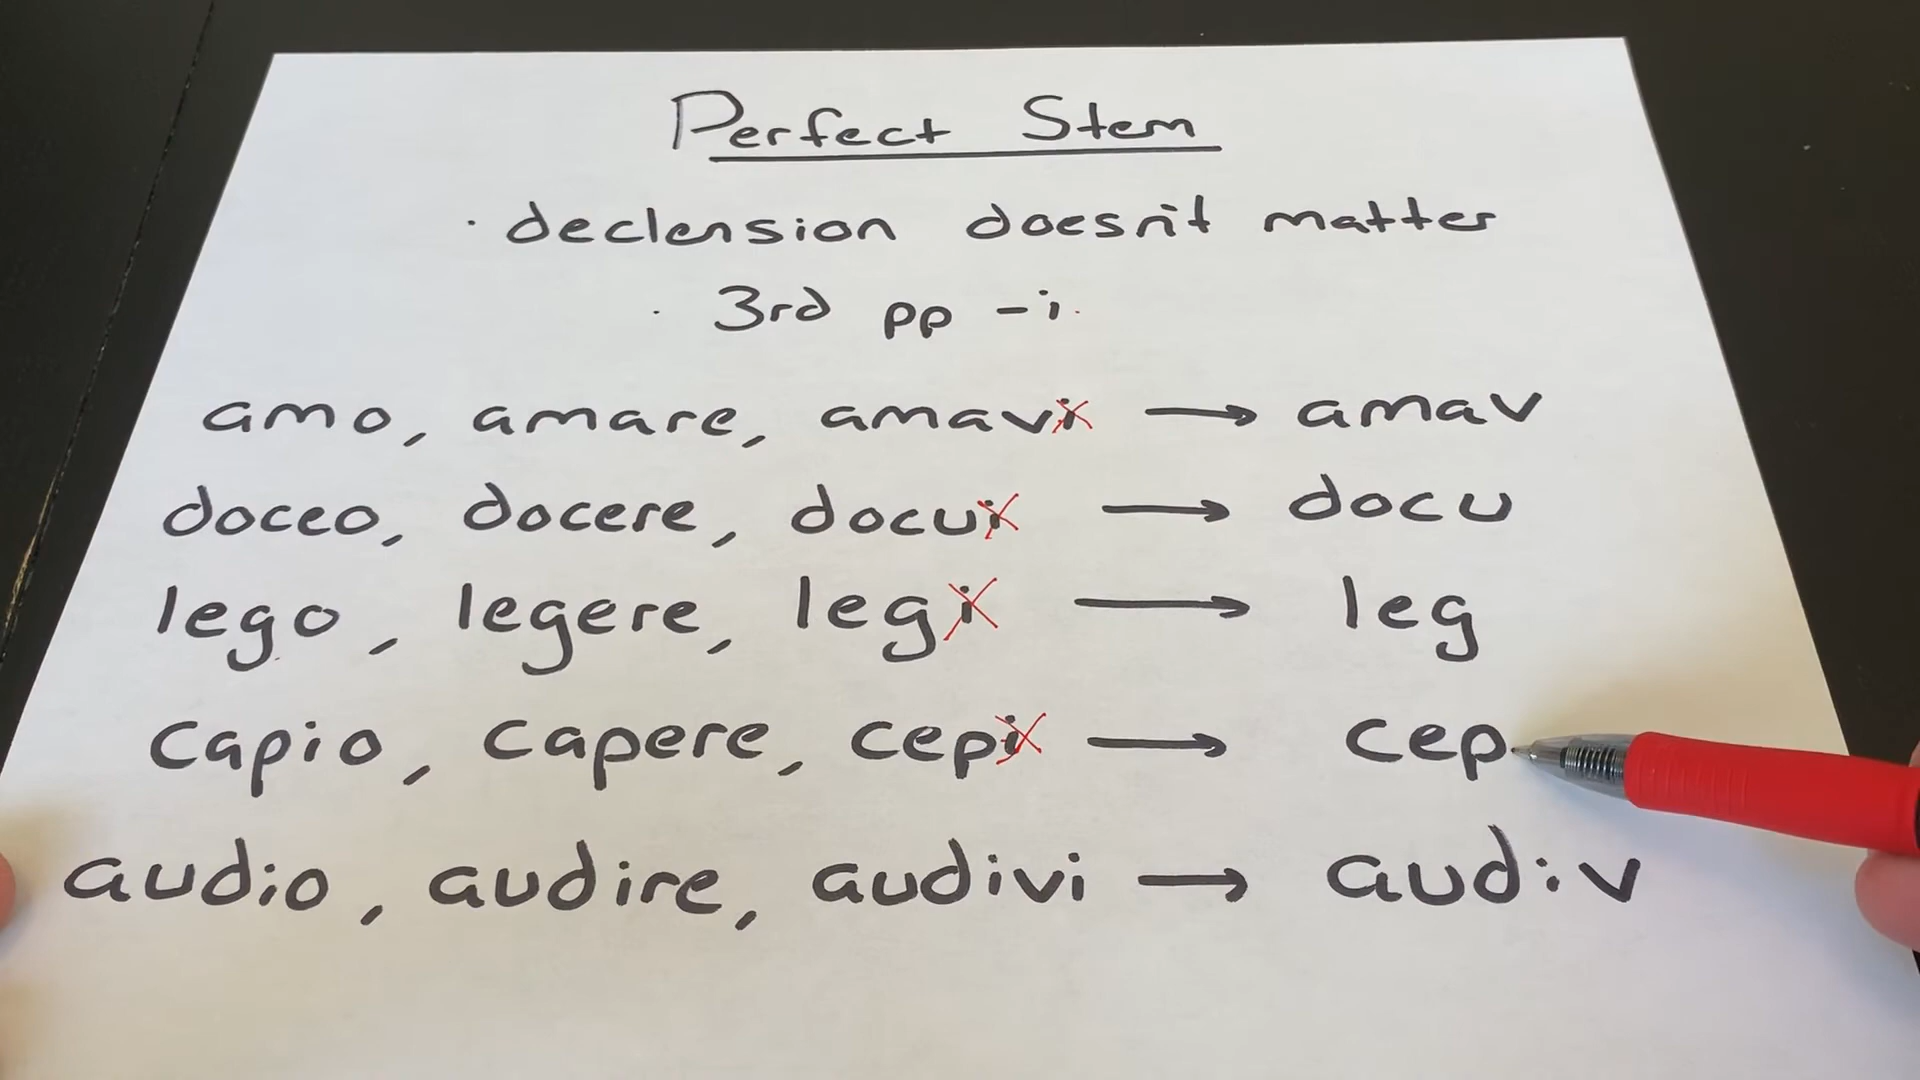 Perfect Stem
· declension doesn't matter
· 3rd pp -i
amo, amare, amavi → amav
doceo, docere, docui → docu
lego, legere, legi → leg
capio, capere, cepi → cep
audio, audire, audivi → audiv